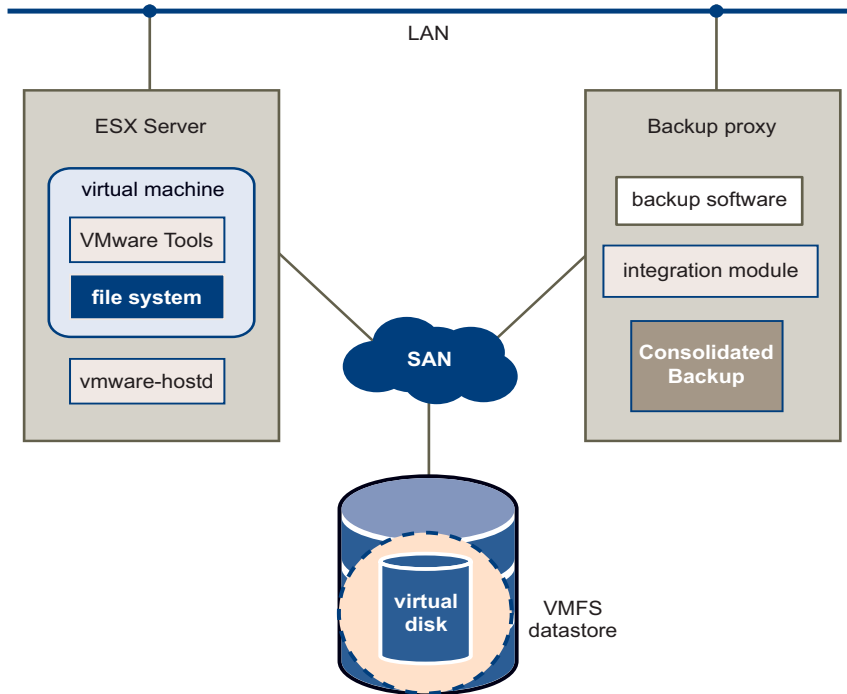 LAN
ESX Server
virtual machine
VMware Tools
file system
vmware-hostd
Backup proxy
backup software
integration module
Consolidated
Backup
SAN
virtual
disk
VMFS
datastore